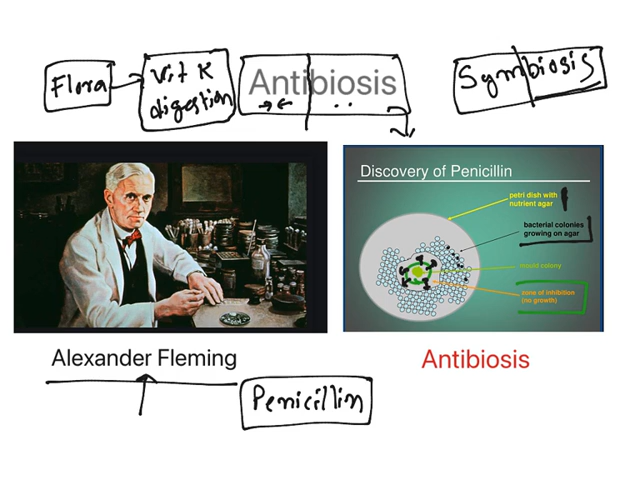 Flora
Vit K
digestion
Antibiosis
Symbiosis
Discovery of Penicillin
petri dish with
nutrient agar
bacterial colonies
growing on agar
mould colony
zone of inhibition
(no growth)
Alexander Fleming
Antibiosis
Penicillin